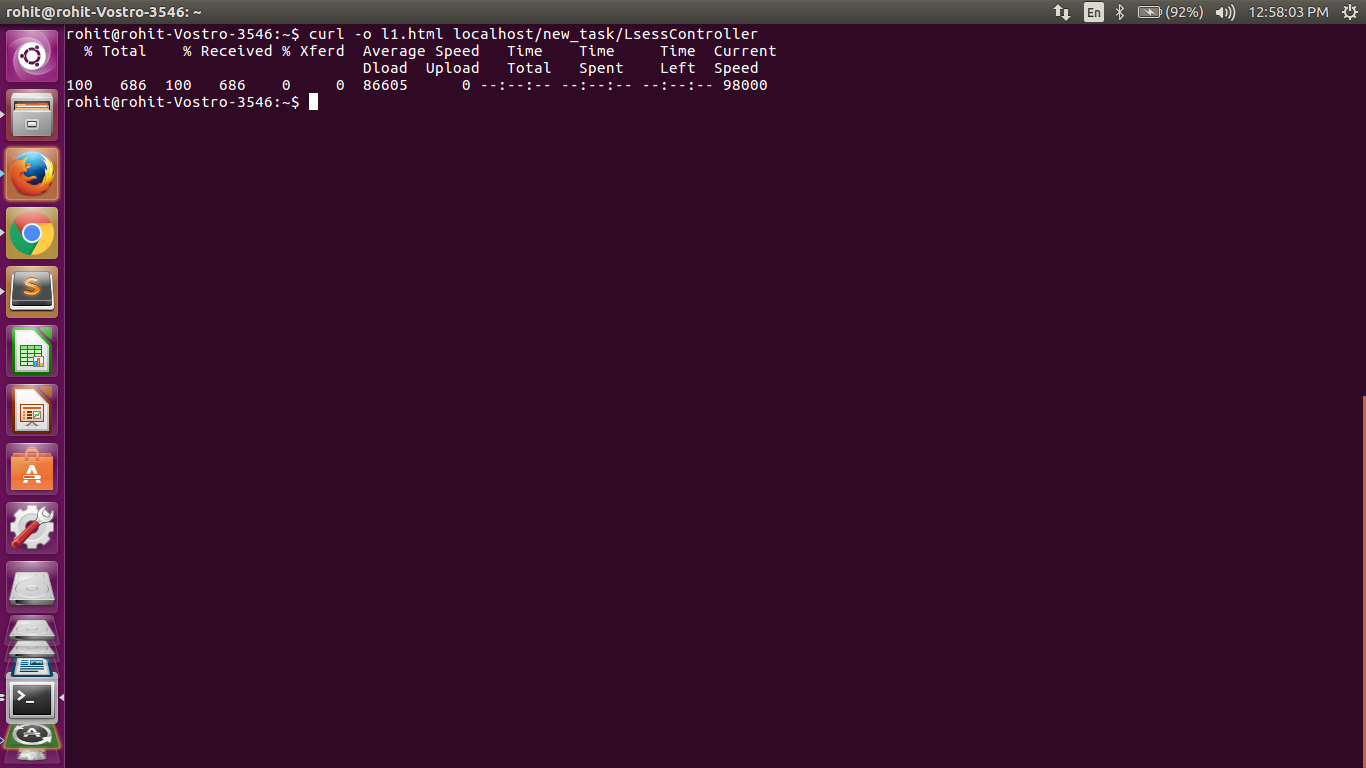 rohit@rohit-Vostro-3546: ~
En
(92%)
12:58:03 PM
rohit@rohit-Vostro-3546:~$ curl -o l1.html localhost/new_task/LsessController
  % Total    % Received % Xferd  Average Speed   Time    Time     Time  Current
                                 Dload  Upload   Total   Spent    Left  Speed
100   686  100   686    0     0  86605      0 --:--:-- --:--:-- --:--:-- 98000
rohit@rohit-Vostro-3546:~$
S
A
>_
A